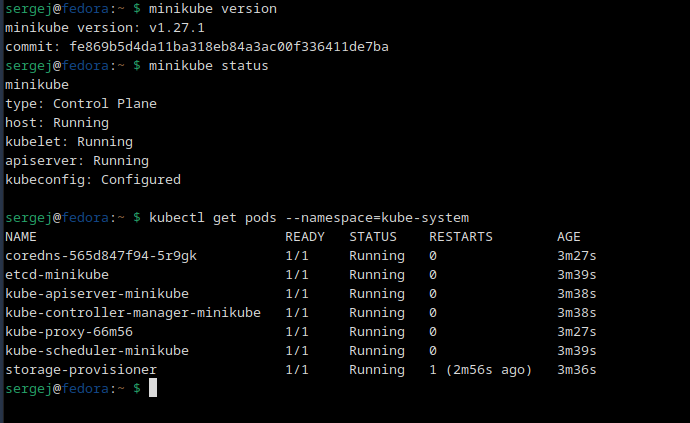 sergej@fedora:~ $ minikube version
minikube version: v1.27.1
commit: fe869b5d4da11ba318eb84a3ac00f336411de7ba
sergej@fedora:~ $ minikube status
minikube
type: Control Plane
host: Running
kubelet: Running
apiserver: Running
kubeconfig: Configured
sergej@fedora:~ $ kubectl get pods --namespace=kube-system
NAME READY STATUS RESTARTS AGE
coredns-565d847f94-5r9gk 1/1 Running 0 3m27s
etcd-minikube 1/1 Running 0 3m39s
kube-apiserver-minikube 1/1 Running 0 3m38s
kube-controller-manager-minikube 1/1 Running 0 3m38s
kube-proxy-66m56 1/1 Running 0 3m27s
kube-scheduler-minikube 1/1 Running 0 3m39s
storage-provisioner 1/1 Running 1 (2m56s ago) 3m36s
sergej@fedora:~ $